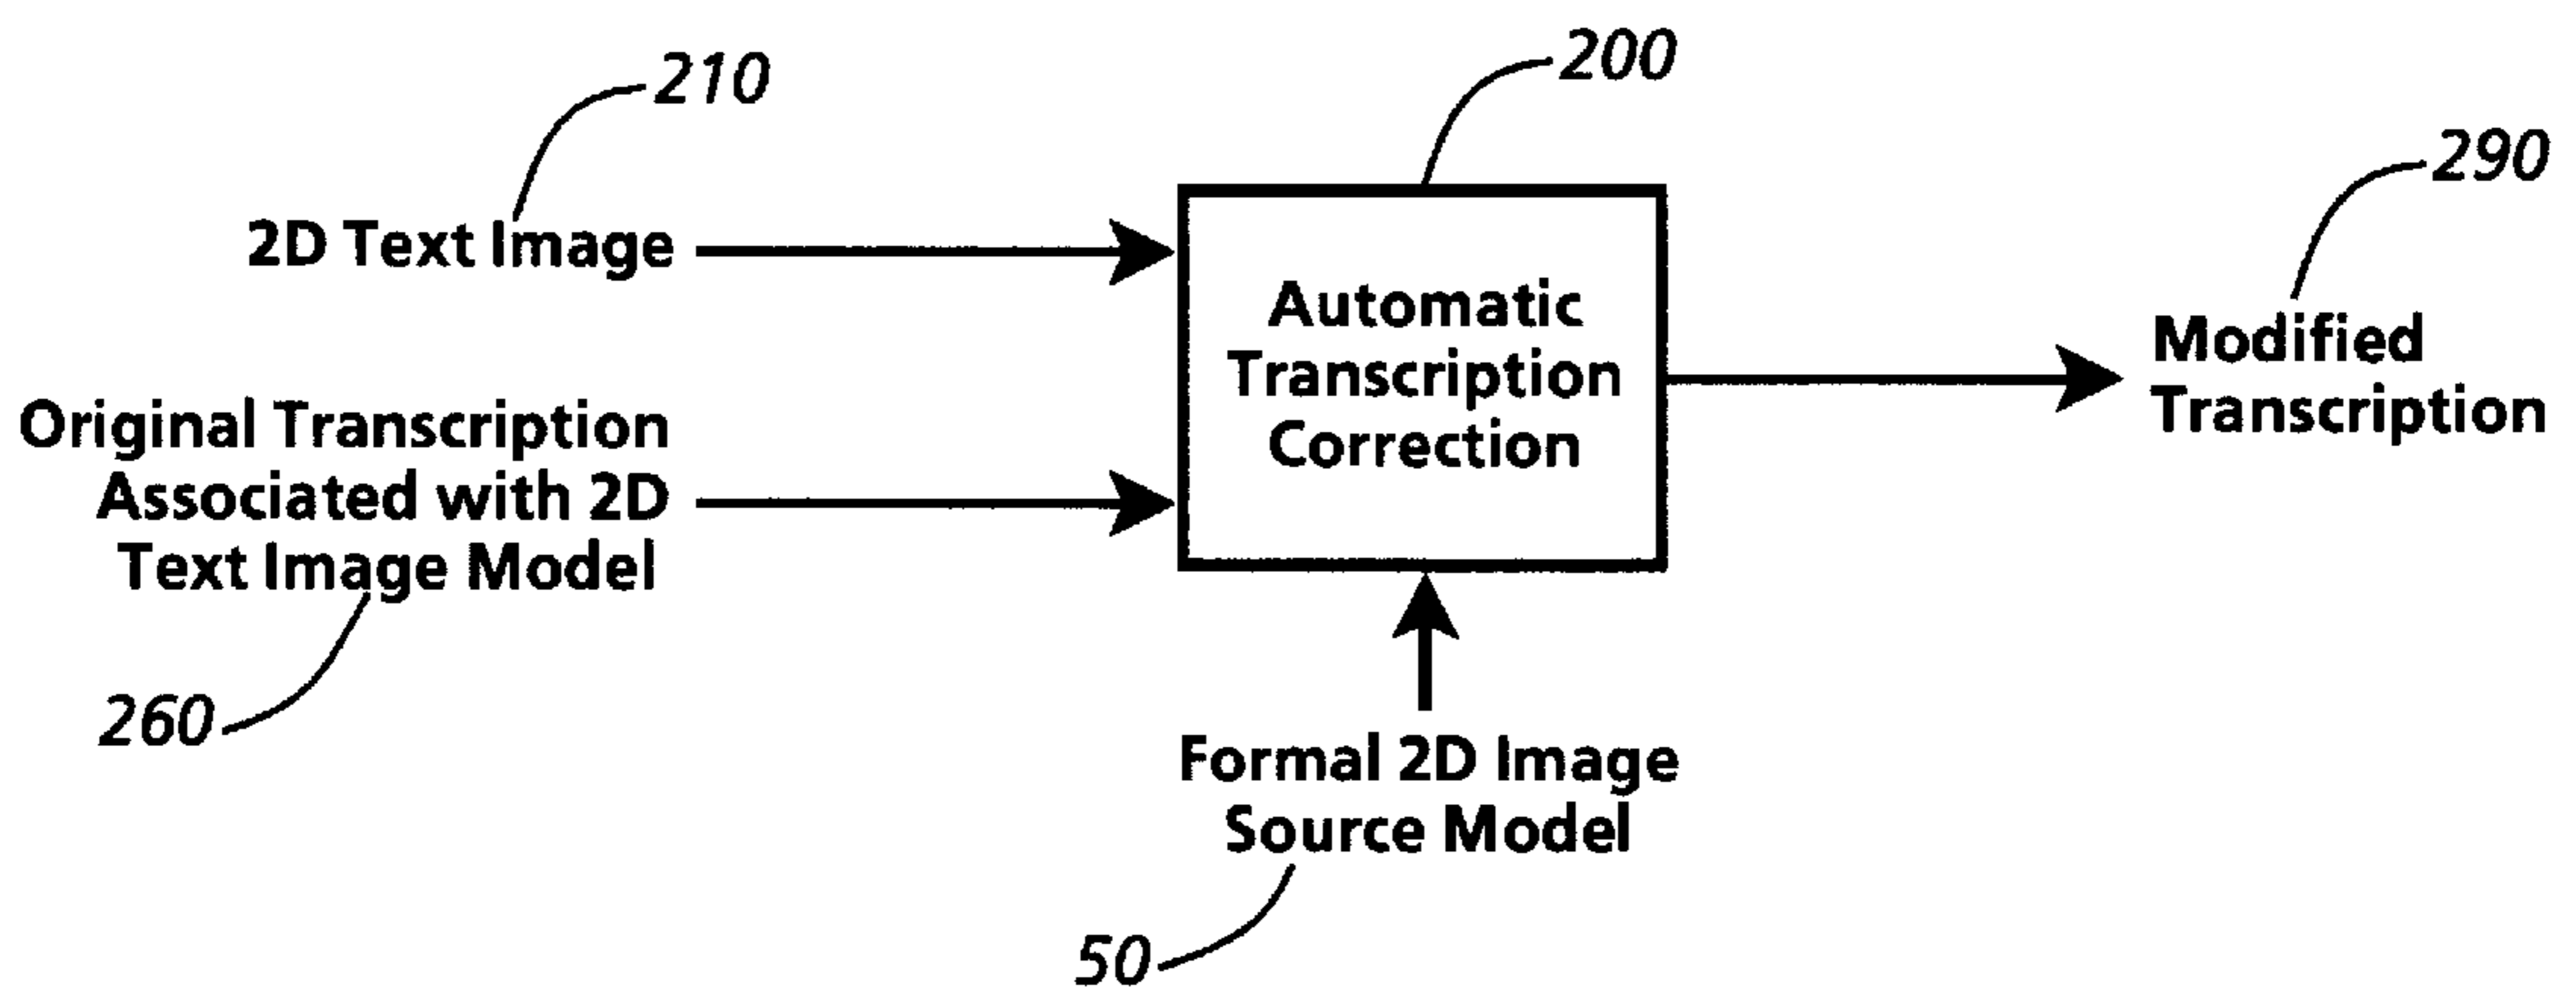 210
200
290
2D Text Image
Original Transcription
Associated with 2D
Text Image Model
260
Automatic
Transcription
Correction
Modified
Transcription
Formal 2D Image
Source Model
50